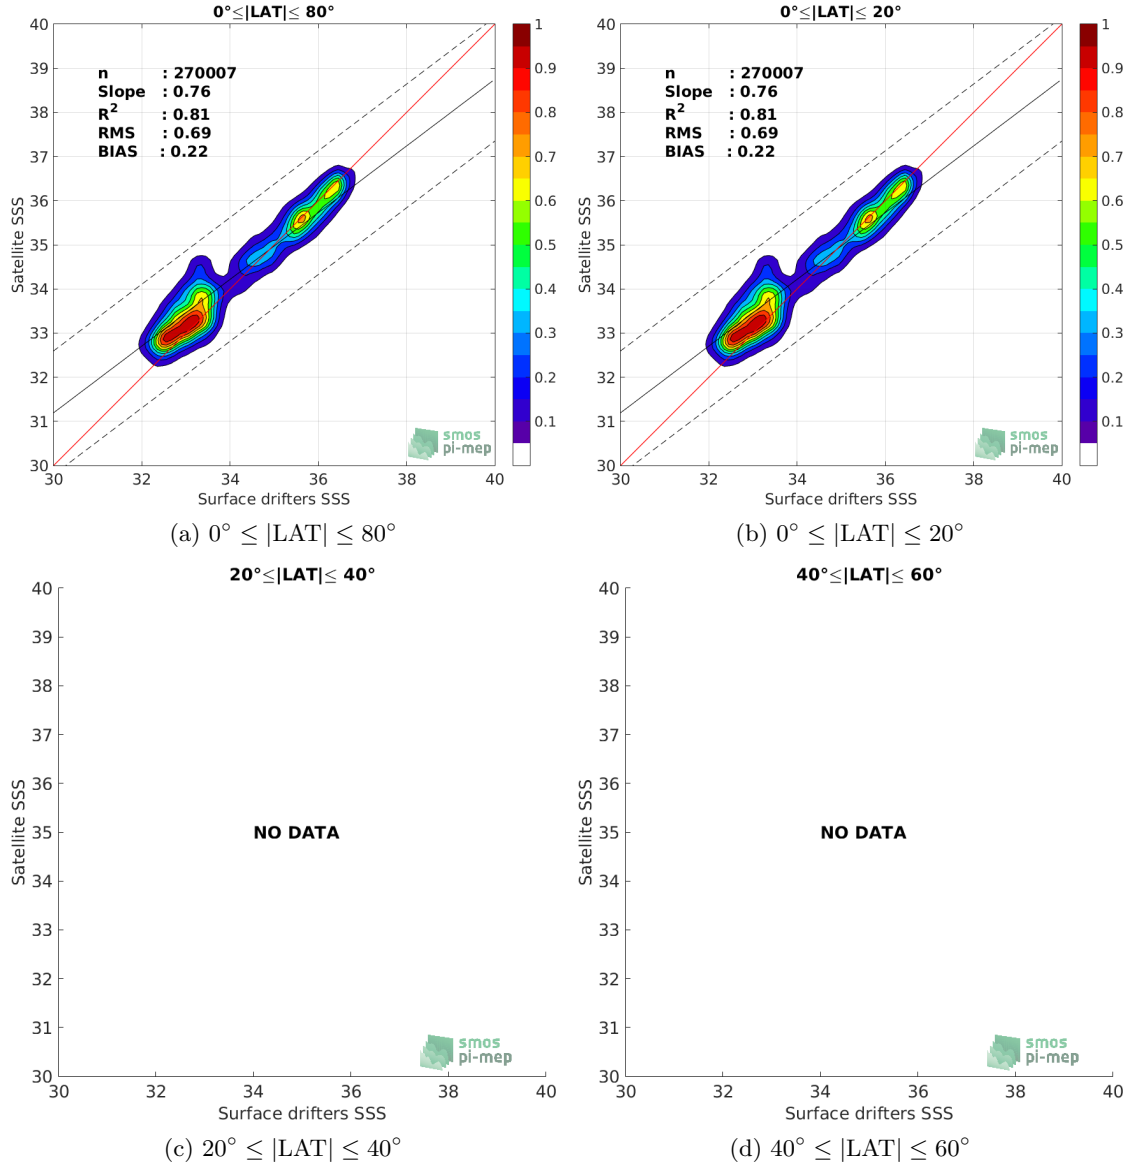 0°≤|LAT|≤ 80°
40
39
38
37
36
35
34
33
32
31
30
Satellite SSS
n : 270007
Slope : 0.76
R² : 0.81
RMS : 0.69
BIAS : 0.22
smos
pi-mep
30 32 34 36 38 40
Surface drifters SSS
1
0.9
0.8
0.7
0.6
0.5
0.4
0.3
0.2
0.1
(a) 0° ≤ |LAT| ≤ 80°
0°≤|LAT|≤ 20°
40
39
38
37
36
35
34
33
32
31
30
Satellite SSS
n : 270007
Slope : 0.76
R² : 0.81
RMS : 0.69
BIAS : 0.22
smos
pi-mep
30 32 34 36 38 40
Surface drifters SSS
1
0.9
0.8
0.7
0.6
0.5
0.4
0.3
0.2
0.1
(b) 0° ≤ |LAT| ≤ 20°
20°≤|LAT|≤ 40°
40
39
38
37
36
35
34
33
32
31
30
Satellite SSS
NO DATA
smos
pi-mep
30 32 34 36 38 40
Surface drifters SSS
(c) 20° ≤ |LAT| ≤ 40°
40°≤|LAT|≤ 60°
40
39
38
37
36
35
34
33
32
31
30
Satellite SSS
NO DATA
smos
pi-mep
30 32 34 36 38 40
Surface drifters SSS
(d) 40° ≤ |LAT| ≤ 60°